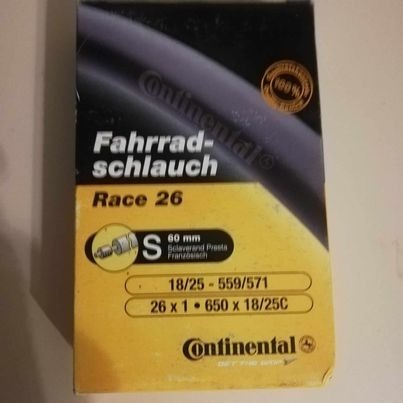 Continental
100%
Fahrrad-
schlauch
Race 26
S
60 mm
Sclaverand Presta
Französisch
18/25 - 559/571
26 x 1 • 650 x 18/25C
Continental